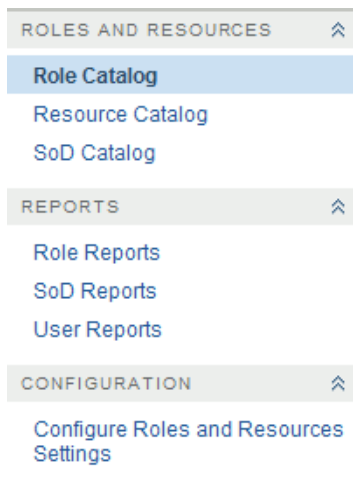 ROLES AND RESOURCES
Role Catalog
Resource Catalog
SoD Catalog
REPORTS
Role Reports
SoD Reports
User Reports
CONFIGURATION
Configure Roles and Resources
Settings